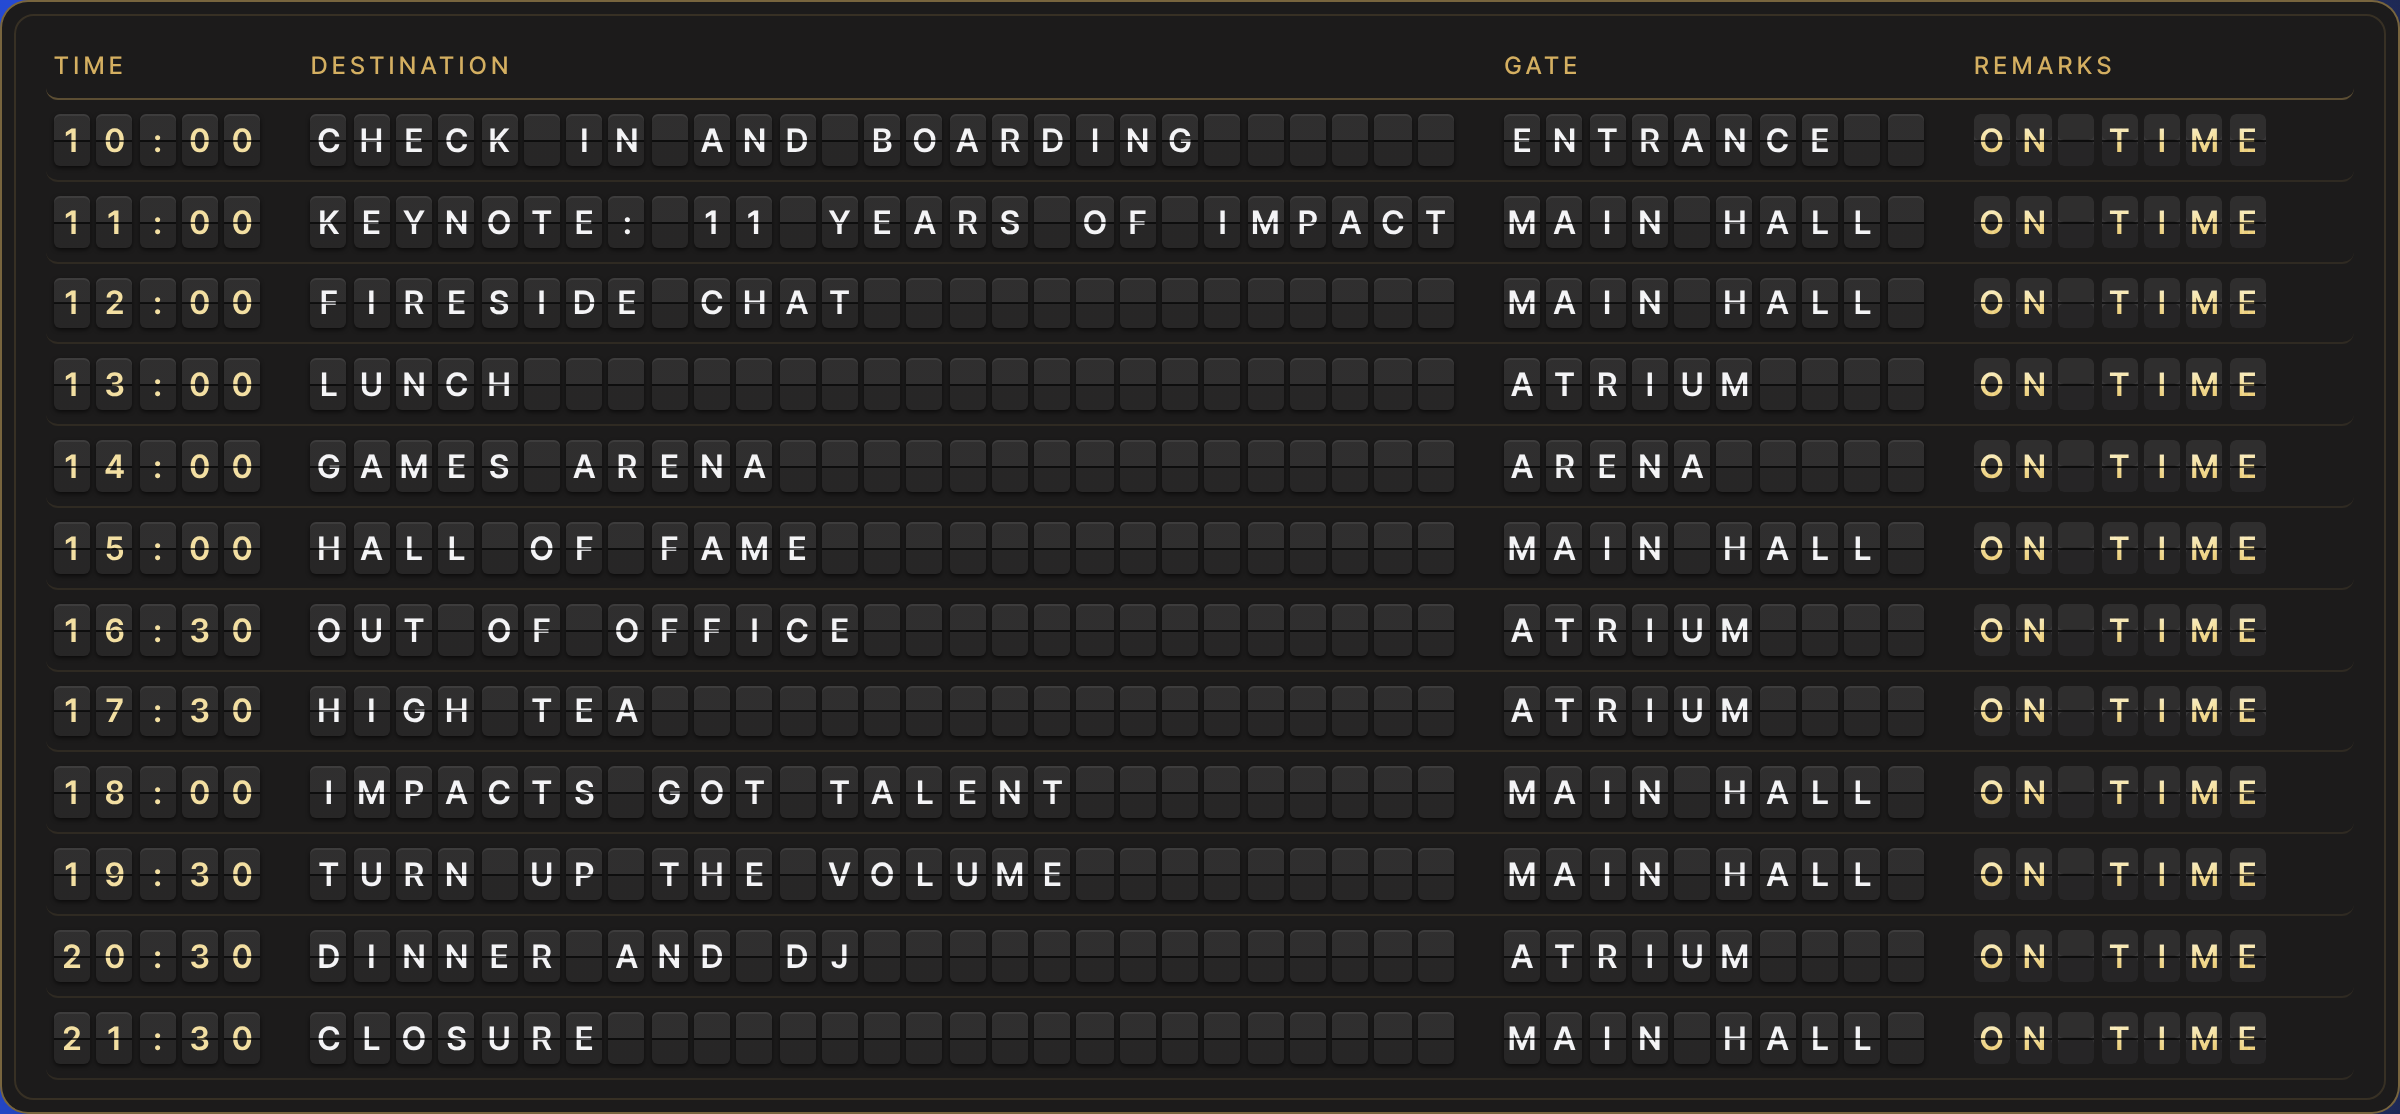 TIME DESTINATION GATE REMARKS
10:00 CHECK IN AND BOARDING ENTRANCE ON TIME
11:00 KEYNOTE: 11 YEARS OF IMPACT MAIN HALL ON TIME
12:00 FIRESIDE CHAT MAIN HALL ON TIME
13:00 LUNCH ATRIUM ON TIME
14:00 GAMES ARENA ARENA ON TIME
15:00 HALL OF FAME MAIN HALL ON TIME
16:30 OUT OF OFFICE ATRIUM ON TIME
17:30 HIGH TEA ATRIUM ON TIME
18:00 IMPACTS GOT TALENT MAIN HALL ON TIME
19:30 TURN UP THE VOLUME MAIN HALL ON TIME
20:30 DINNER AND DJ ATRIUM ON TIME
21:30 CLOSURE MAIN HALL ON TIME